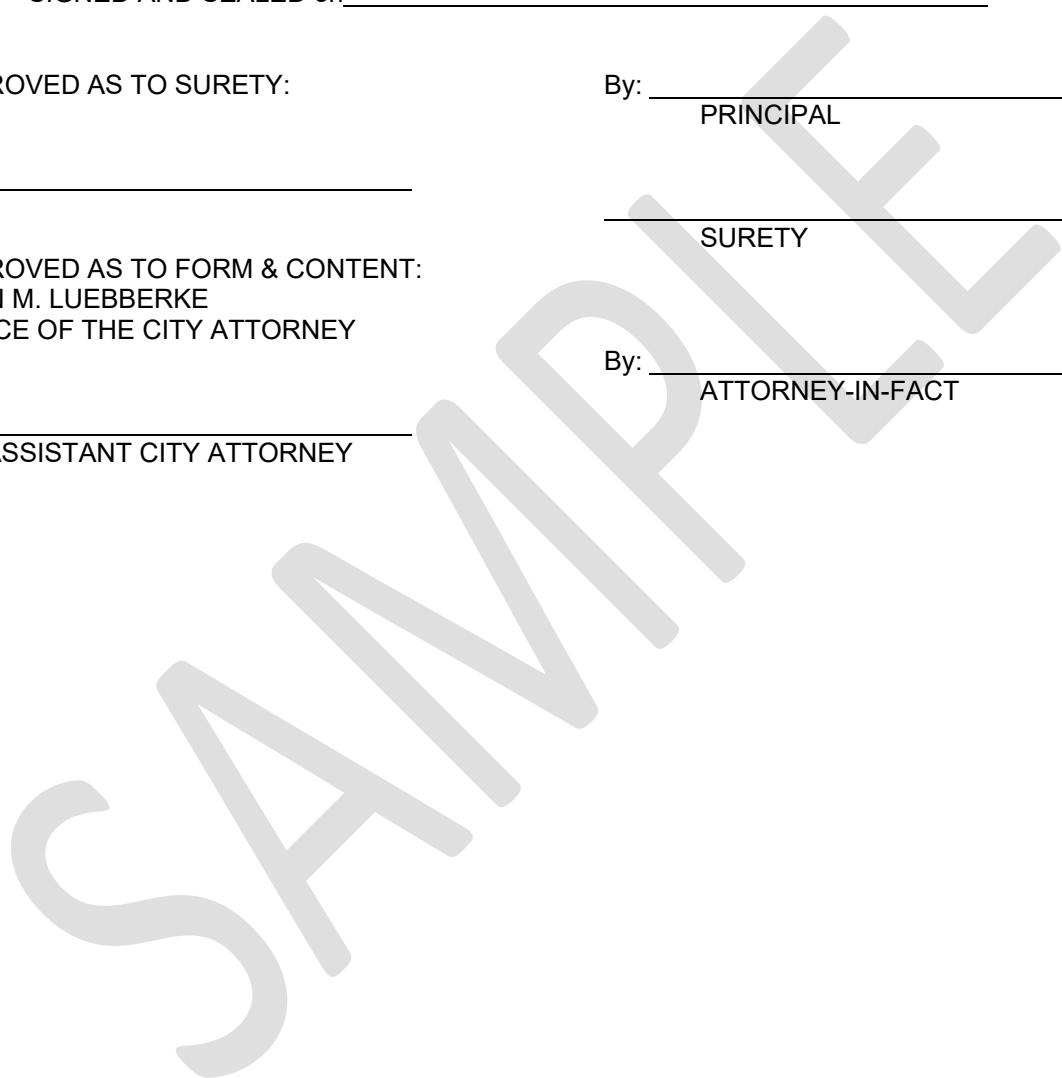 SIGNED AND SEALED on
ROVED AS TO SURETY:
By:
PRINCIPAL
SURETY
ROVED AS TO FORM & CONTENT:
M. LUEBBERKE
CE OF THE CITY ATTORNEY
By:
ATTORNEY-IN-FACT
ASSISTANT CITY ATTORNEY
SAMPLE